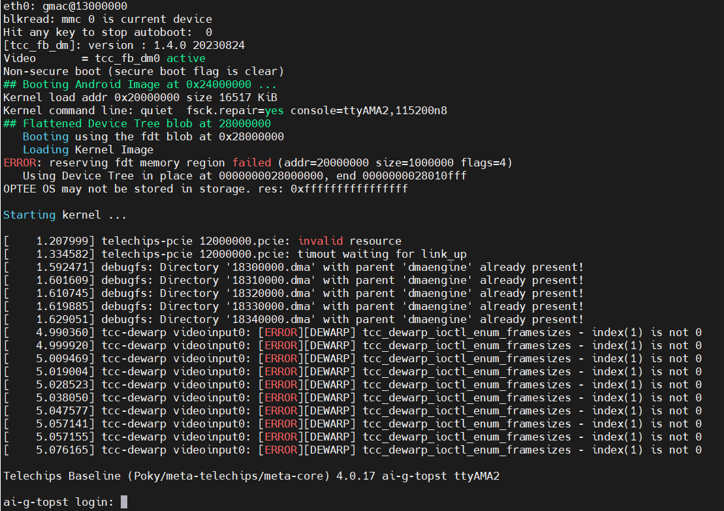 eth0: gmac@13000000
blkread: mmc 0 is current device
Hit any key to stop autoboot:  0
[tcc_fb_dm]: version : 1.4.0 20230824
Video      = tcc_fb_dm0 active
Non-secure boot (secure boot flag is clear)
## Booting Android Image at 0x24000000 ...
Kernel load addr 0x20000000 size 16517 KiB
Kernel command line: quiet  fsck.repair=yes console=ttyAMA2,115200n8
## Flattened Device Tree blob at 28000000
   Booting using the fdt blob at 0x28000000
   Loading Kernel Image
ERROR: reserving fdt memory region failed (addr=20000000 size=1000000 flags=4)
   Using Device Tree in place at 0000000028000000, end 0000000028010fff
OPTEE OS may not be stored in storage. res: 0xffffffffffffffff
Starting kernel ...
[    1.207999] telechips-pcie 12000000.pcie: invalid resource
[    1.334582] telechips-pcie 12000000.pcie: timout waiting for link_up
[    1.592471] debugfs: Directory '18300000.dma' with parent 'dmaengine' already present!
[    1.601609] debugfs: Directory '18310000.dma' with parent 'dmaengine' already present!
[    1.610745] debugfs: Directory '18320000.dma' with parent 'dmaengine' already present!
[    1.619885] debugfs: Directory '18330000.dma' with parent 'dmaengine' already present!
[    1.629051] debugfs: Directory '18340000.dma' with parent 'dmaengine' already present!
[    4.990360] tcc-dewarp videoinput0: [ERROR][DEWARP] tcc_dewarp_ioctl_enum_framesizes - index(1) is not 0
[    4.999920] tcc-dewarp videoinput0: [ERROR][DEWARP] tcc_dewarp_ioctl_enum_framesizes - index(1) is not 0
[    5.009469] tcc-dewarp videoinput0: [ERROR][DEWARP] tcc_dewarp_ioctl_enum_framesizes - index(1) is not 0
[    5.019004] tcc-dewarp videoinput0: [ERROR][DEWARP] tcc_dewarp_ioctl_enum_framesizes - index(1) is not 0
[    5.028523] tcc-dewarp videoinput0: [ERROR][DEWARP] tcc_dewarp_ioctl_enum_framesizes - index(1) is not 0
[    5.038050] tcc-dewarp videoinput0: [ERROR][DEWARP] tcc_dewarp_ioctl_enum_framesizes - index(1) is not 0
[    5.047577] tcc-dewarp videoinput0: [ERROR][DEWARP] tcc_dewarp_ioctl_enum_framesizes - index(1) is not 0
[    5.057141] tcc-dewarp videoinput0: [ERROR][DEWARP] tcc_dewarp_ioctl_enum_framesizes - index(1) is not 0
[    5.057155] tcc-dewarp videoinput0: [ERROR][DEWARP] tcc_dewarp_ioctl_enum_framesizes - index(1) is not 0
[    5.076165] tcc-dewarp videoinput0: [ERROR][DEWARP] tcc_dewarp_ioctl_enum_framesizes - index(1) is not 0
Telechips Baseline (Poky/meta-telechips/meta-core) 4.0.17 ai-g-topst ttyAMA2
ai-g-topst login: